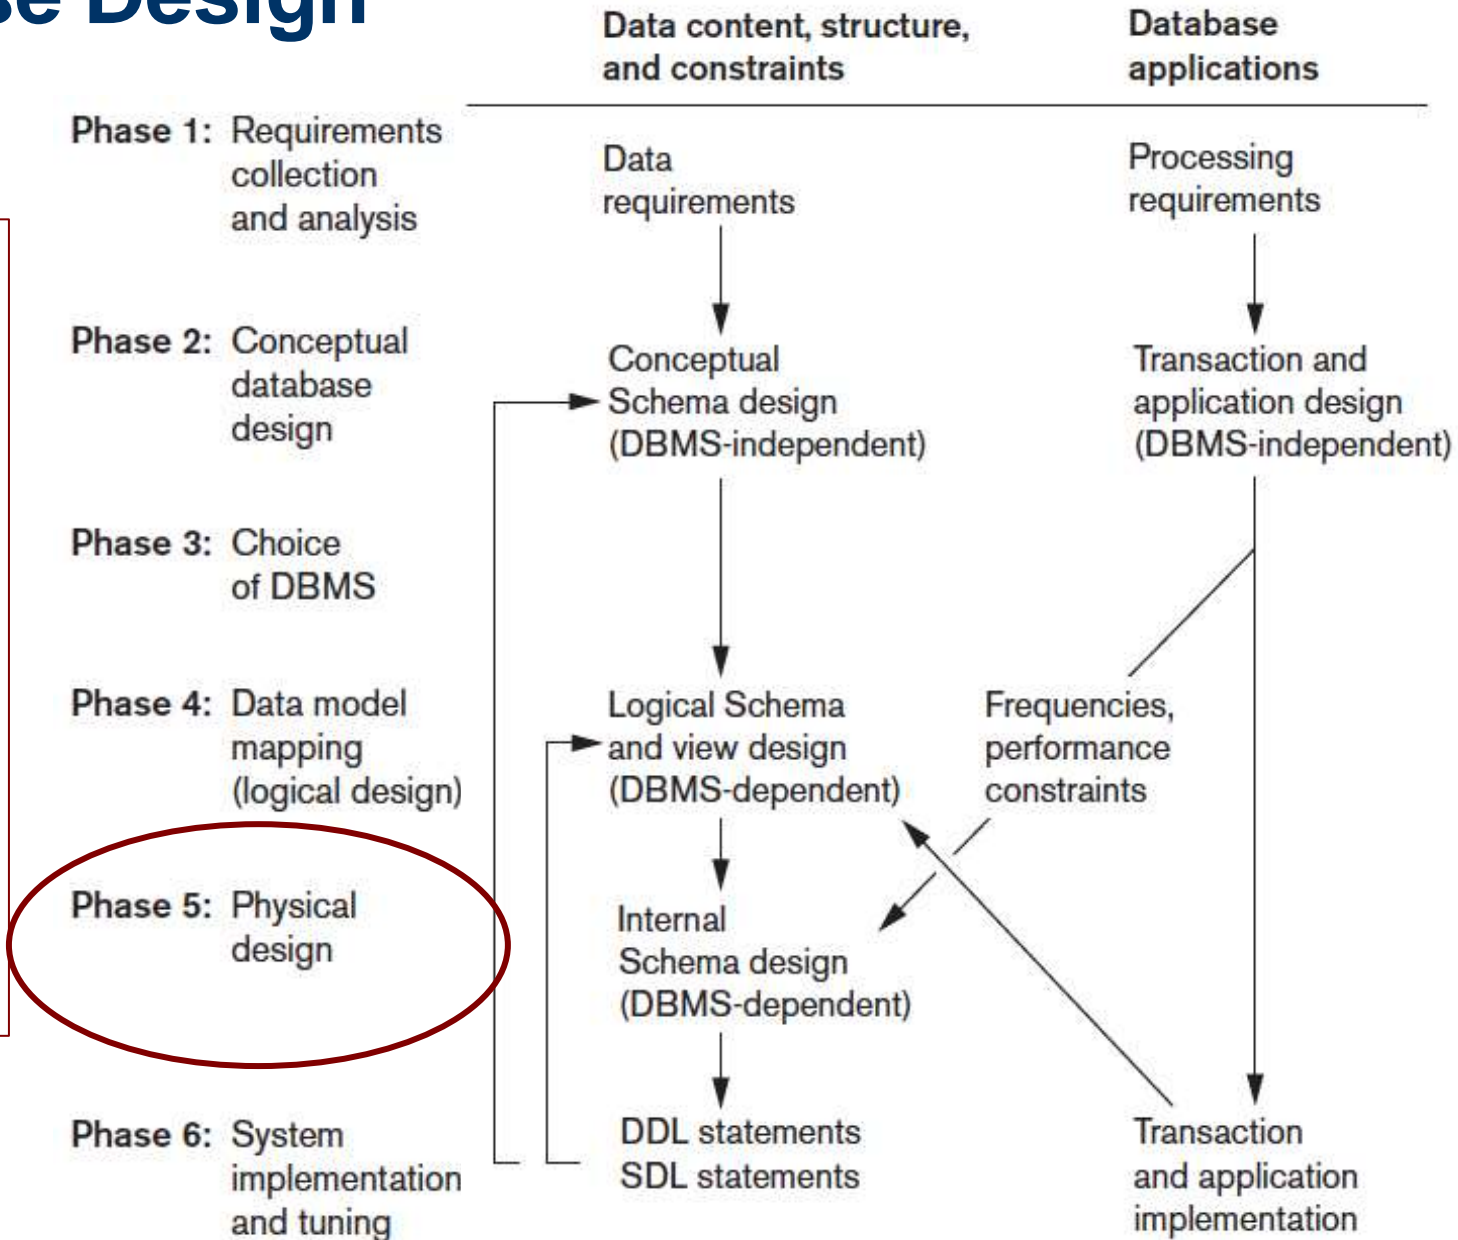 se Design
Data content, structure,
and constraints
Database
applications
Phase 1: Requirements
collection
and analysis
Data
requirements
Processing
requirements
Phase 2: Conceptual
database
design
Conceptual
Schema design
(DBMS-independent)
Transaction and
application design
(DBMS-independent)
Phase 3: Choice
of DBMS
Phase 4: Data model
mapping
(logical design)
Logical Schema
and view design
(DBMS-dependent)
Frequencies,
performance
constraints
Phase 5: Physical
design
Internal
Schema design
(DBMS-dependent)
Phase 6: System
implementation
and tuning
DDL statements
SDL statements
Transaction
and application
implementation